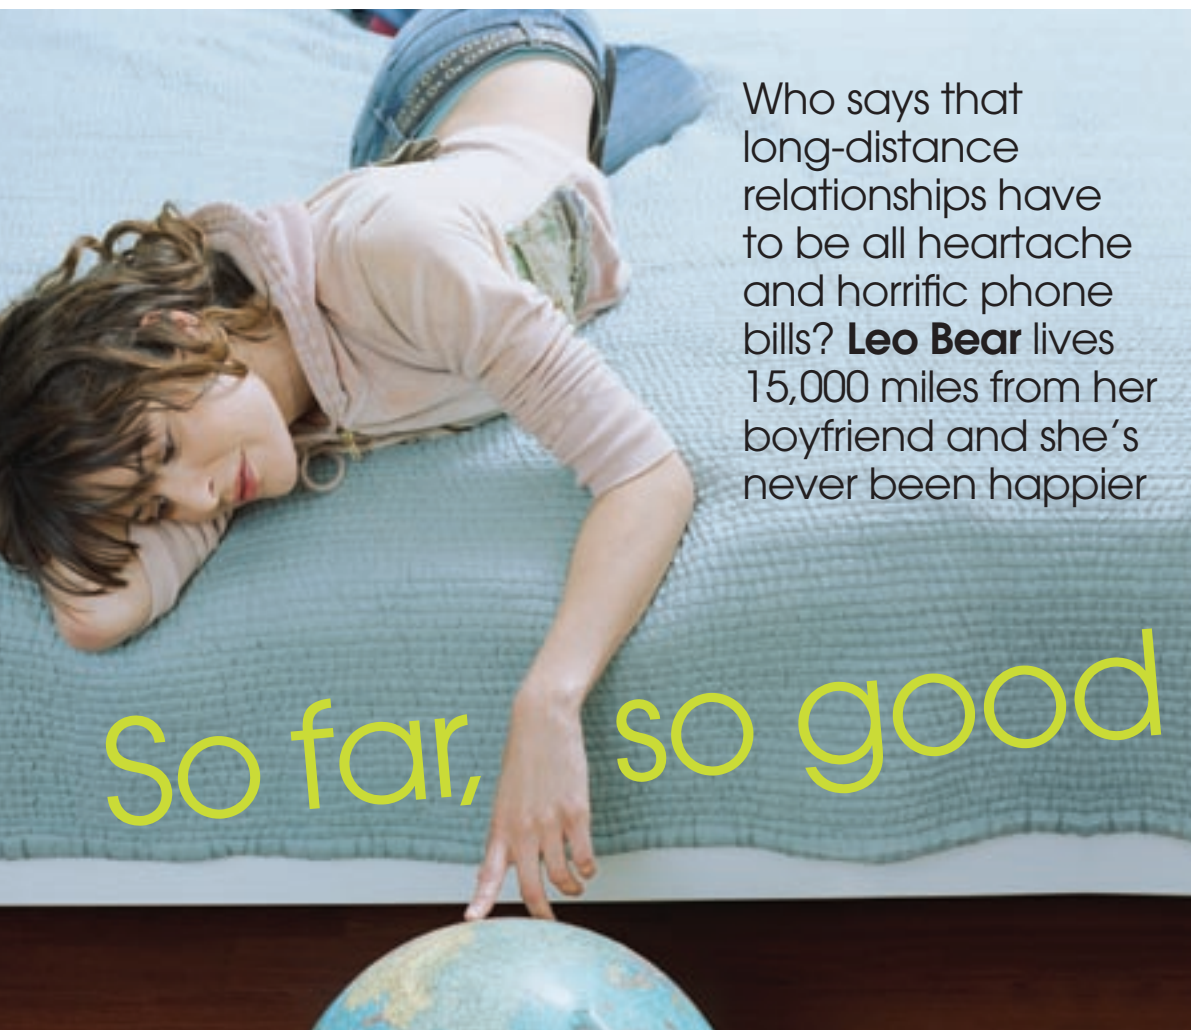 Who says that
long-distance
relationships have
to be all heartache
and horrific phone
bills? Leo Bear lives
15,000 miles from her
boyfriend and she’s
never been happier
So far, so good